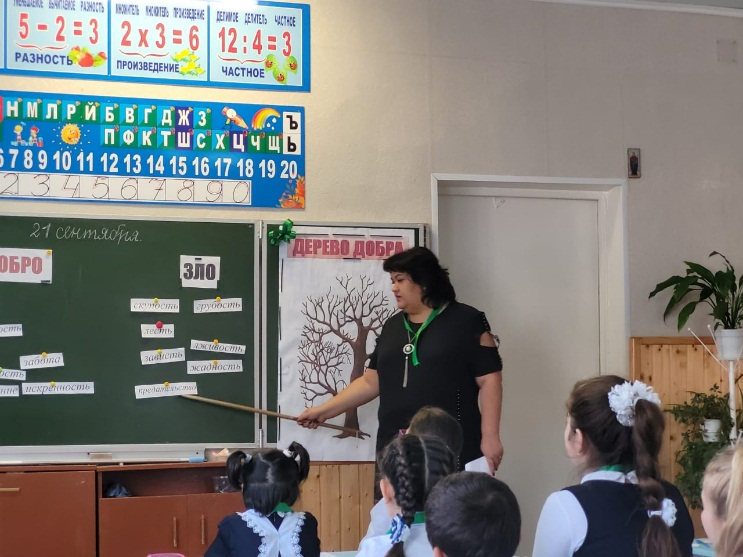 УМЕНЬШАЕМОЕ ВЫЧИТАЕМОЕ РАЗНОСТЬ
5 - 2 = 3
РАЗНОСТЬ
МНОЖИТЕЛЬ МНОЖИТЕЛЬ ПРОИЗВЕДЕНИЕ
2 х 3 = 6
ПРОИЗВЕДЕНИЕ
ДЕЛИМОЕ ДЕЛИТЕЛЬ ЧАСТНОЕ
12 : 4 = 3
ЧАСТНОЕ
Н М Л Р Й Б В Г Д Ж З Ъ
П Ф К Т Ш С Х Ц Ч Щ Ь
6 7 8 9 10 11 12 13 14 15 16 17 18 19 20
2 3 4 5 6 7 8 9 0
21 сентября.
ОБРО
ЗЛО
скупость
грубость
лесть
зависть
лживость
жадность
предательство
забота
искренность
ДЕРЕВО ДОБРА